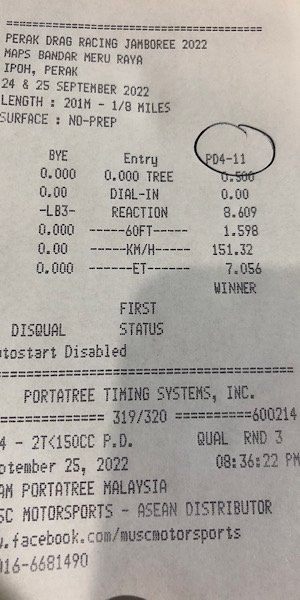 PERAK DRAG RACING JAMBOREE 2022
MAPS BANDAR MERU RAYA
IPOH, PERAK
24 & 25 SEPTEMBER 2022
LENGTH : 201M - 1/8 MILES
SURFACE : NO-PREP
BYE Entry PD4-11
0.000 0.000 TREE 0.500
0.00 DIAL-IN 0.00
-LB3- REACTION 8.609
0.000 -----60FT----- 1.598
0.00 ------KM/H----- 151.32
0.000 -------ET------ 7.056
WINNER
FIRST
DISQUAL STATUS
utostart Disabled
PORTATREE TIMING SYSTEMS, INC.
============ 319/320 ==========600214
4 - 2T<150CC P.D. QUAL RND 3
ptember 25, 2022 08:36:22 PM
AM PORTATREE MALAYSIA
SC MOTORSPORTS - ASEAN DISTRIBUTOR
w.facebook.com/muscmotorsports
016-6681490